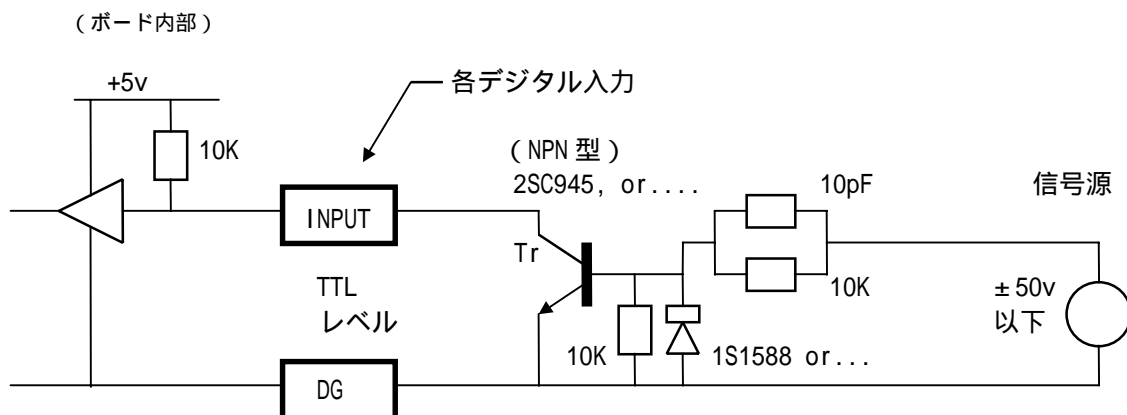 (ボード内部)
+5v
各デジタル入力
10K
(NPN 型)
2SC945, or....
10pF
信号源
INPUT
Tr
TTL
レベル
10K
±50v
以下
10K
1S1588 or...
DG